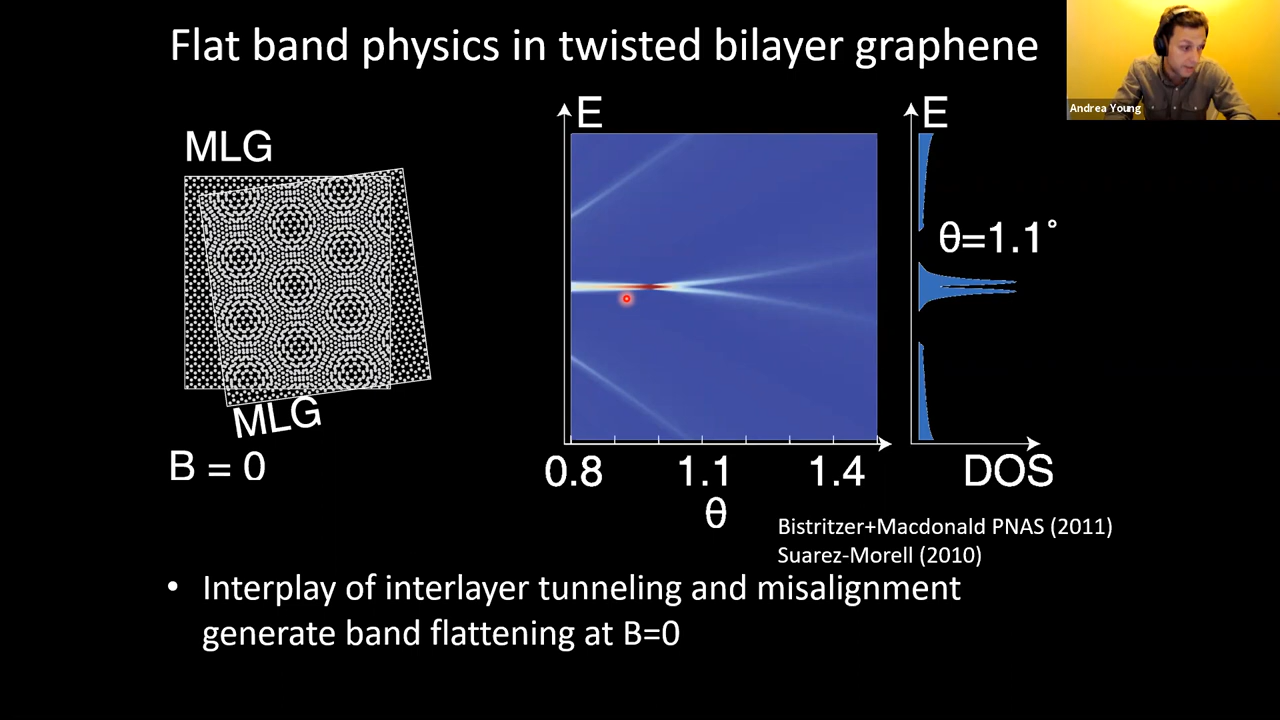 Flat band physics in twisted bilayer graphene
Andrea Young
MLG
MLG
B = 0
E
0.8
1.1
1.4
θ
E
θ=1.1°
DOS
Bistritzer+Macdonald PNAS (2011)
Suarez-Morell (2010)
• Interplay of interlayer tunneling and misalignment
generate band flattening at B=0